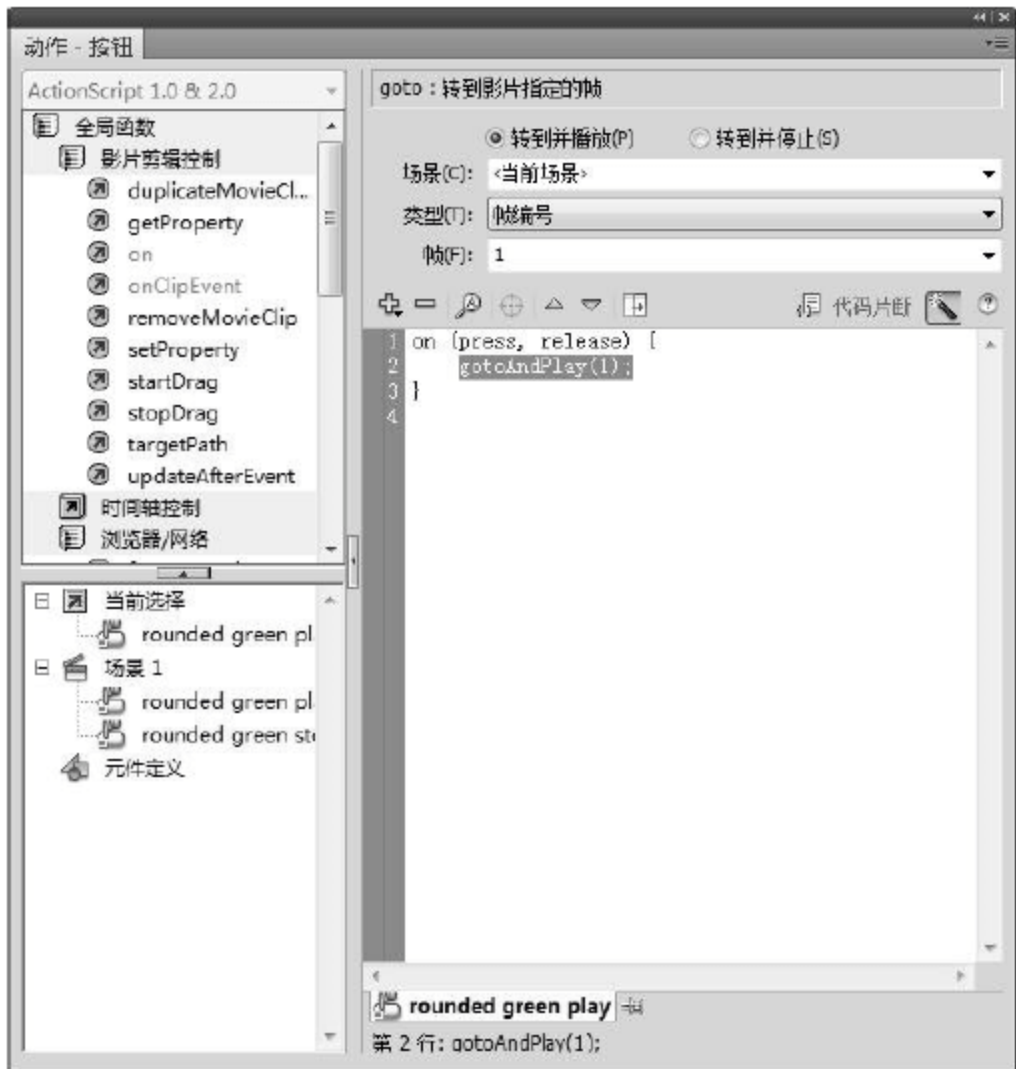 动作 - 按钮
ActionScript 1.0 & 2.0
全局函数
影片剪辑控制
duplicateMovieCl...
getProperty
on
onClipEvent
removeMovieClip
setProperty
startDrag
stopDrag
targetPath
updateAfterEvent
时间轴控制
浏览器/网络
当前选择
rounded green pl
场景 1
rounded green pl
rounded green st
元件定义
goto : 转到影片指定的帧
转到并播放(P) 转到并停止(S)
场景(C): <当前场景>
类型(T): 帧编号
帧(F): 1
代码片断
1 on (press, release) {
2 gotoAndPlay(1);
3 }
4
rounded green play
第 2 行: gotoAndPlay(1);